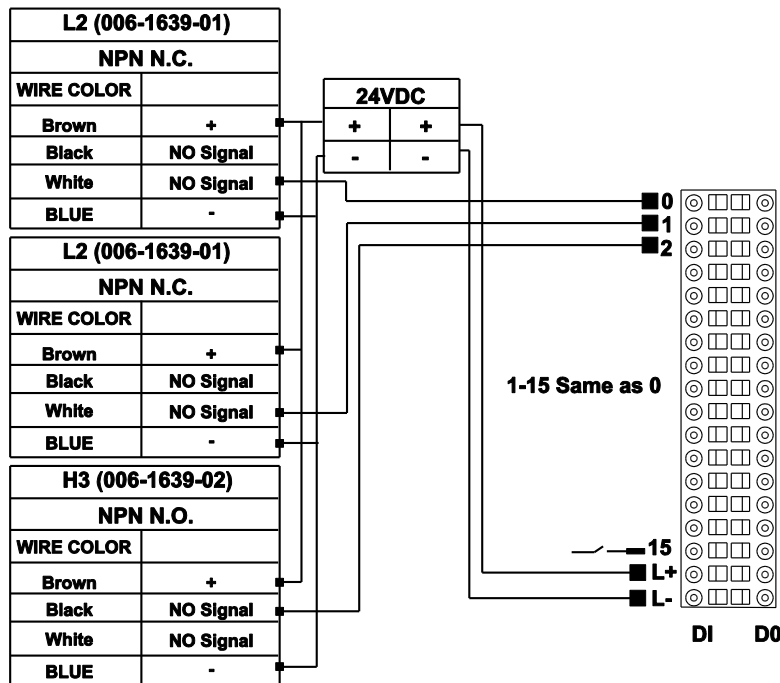 L2 (006-1639-01)
NPN N.C.
WIRE COLOR
Brown +
Black NO Signal
White NO Signal
BLUE -
L2 (006-1639-01)
NPN N.C.
WIRE COLOR
Brown +
Black NO Signal
White NO Signal
BLUE -
H3 (006-1639-02)
NPN N.O.
WIRE COLOR
Brown +
Black NO Signal
White NO Signal
BLUE -
24VDC
+ +
- -
0
1
2
1-15 Same as 0
15
L+
L-
DI D0